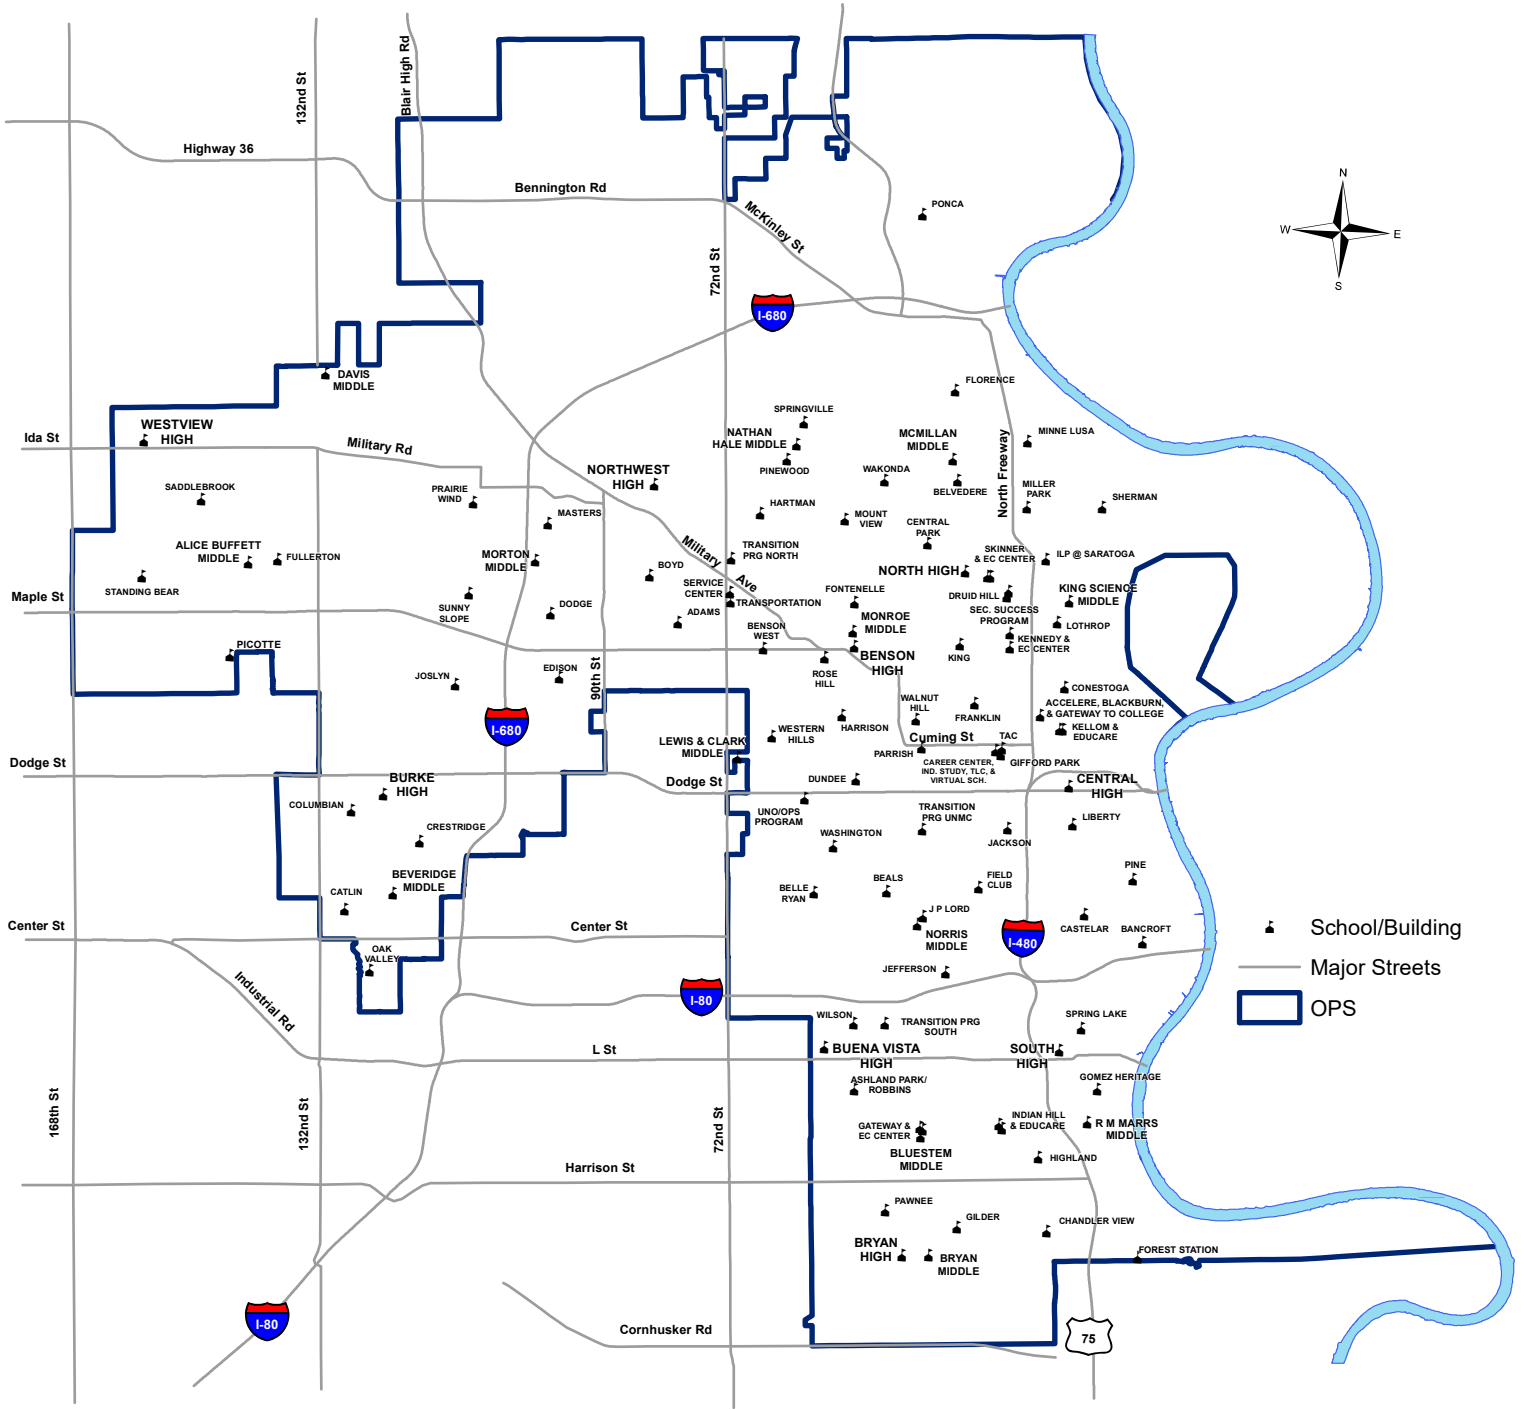 132nd St
Blair High Rd
Highway 36
Bennington Rd
McKinley St
72nd St
PONCA
N
W
E
S
I-680
DAVIS
MIDDLE
FLORENCE
SPRINGVILLE
WESTVIEW
HIGH
Ida St
Military Rd
NATHAN
HALE MIDDLE
PINEWOOD
MCMILLAN
MIDDLE
North Freeway
MINNE LUSA
NORTHWEST
HIGH
WAKONDA
BELVEDERE
SADDLEBROOK
PRAIRIE
WIND
MASTERS
HARTMAN
MOUNT
VIEW
MILLER
PARK
SHERMAN
CENTRAL
PARK
ALICE BUFFETT
MIDDLE
FULLERTON
MORTON
MIDDLE
Military
Ave
TRANSITION
PRG NORTH
SKINNER
& EC CENTER
ILP @ SARATOGA
BOYD
NORTH HIGH
STANDING BEAR
SERVICE
CENTER
TRANSPORTATION
FONTENELLE
DRUID HILL
KING SCIENCE
MIDDLE
Maple St
SUNNY
SLOPE
DODGE
ADAMS
MONROE
MIDDLE
SEC. SUCCESS
PROGRAM
LOTHROP
BENSON
WEST
KENNEDY &
EC CENTER
PICOTTE
BENSON
HIGH
KING
JOSLYN
EDISON
90th St
ROSE
HILL
CONESTOGA
WALNUT
HILL
FRANKLIN
ACCELERE, BLACKBURN,
& GATEWAY TO COLLEGE
I-680
HARRISON
KELLOM &
EDUCARE
WESTERN
HILLS
LEWIS & CLARK
MIDDLE
Cuming St
TAC
PARRISH
GIFFORD PARK
CAREER CENTER,
IND. STUDY, TLC, &
VIRTUAL SCH.
Dodge St
BURKE
HIGH
Dodge St
DUNDEE
CENTRAL
HIGH
COLUMBIAN
UNO/OPS
PROGRAM
TRANSITION
PRG UNMC
LIBERTY
CRESTRIDGE
WASHINGTON
JACKSON
PINE
BEVERIDGE
MIDDLE
CATLIN
BELLE
RYAN
BEALS
FIELD
CLUB
J P LORD
Center St
Center St
NORRIS
MIDDLE
I-480
CASTELAR
BANCROFT
School/Building
OAK
VALLEY
JEFFERSON
Major Streets
Industrial Rd
I-80
OPS
WILSON
TRANSITION PRG
SOUTH
SPRING LAKE
L St
BUENA VISTA
HIGH
SOUTH
HIGH
168th St
132nd St
72nd St
ASHLAND PARK/
ROBBINS
GOMEZ HERITAGE
GATEWAY &
EC CENTER
INDIAN HILL
& EDUCARE
R M MARRS
MIDDLE
BLUESTEM
MIDDLE
HIGHLAND
Harrison St
PAWNEE
GILDER
CHANDLER VIEW
BRYAN
HIGH
BRYAN
MIDDLE
FOREST STATION
I-80
Cornhusker Rd
75